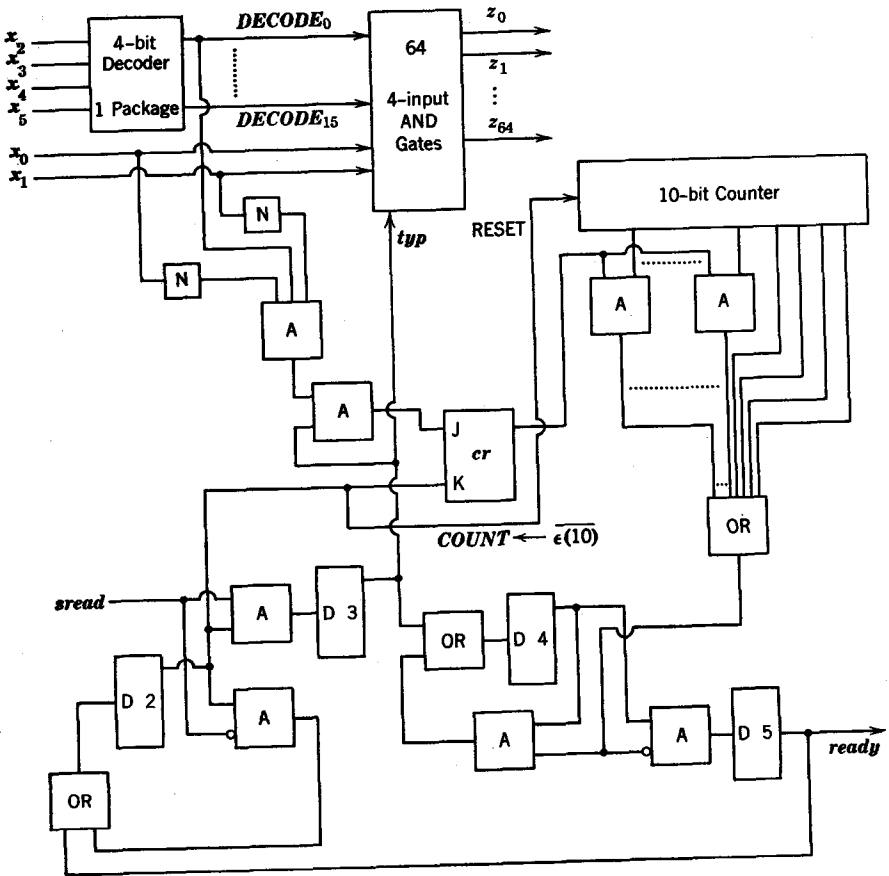 x₂
x₃
x₄
x₅
4-bit
Decoder
1 Package
DECODE₀
DECODE₁₅
x₀
x₁
64
4-input
AND
Gates
z₀
z₁
z₆₄
10-bit Counter
RESET
typ
N
N
A
A
A
A
J
cr
K
COUNT ← ϵ(10)
OR
sread
A
D 3
OR
D 4
D 2
A
A
A
D 5
ready
OR